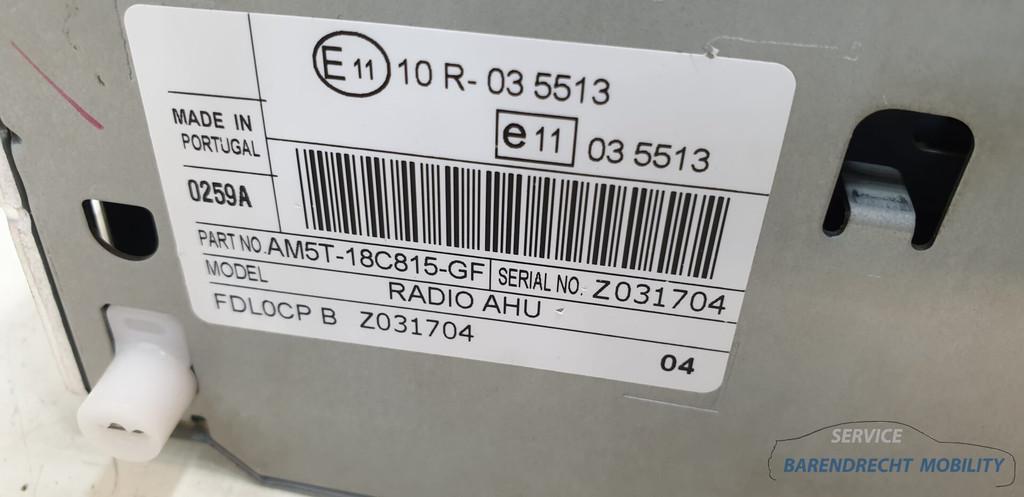 E 11 10 R- 03 5513
e 11 03 5513
MADE IN
PORTUGAL
0259A
PART NO. AM5T-18C815-GF SERIAL NO. Z031704
MODEL RADIO AHU
FDL0CP B Z031704
04
SERVICE
BARENDRECHT MOBILITY